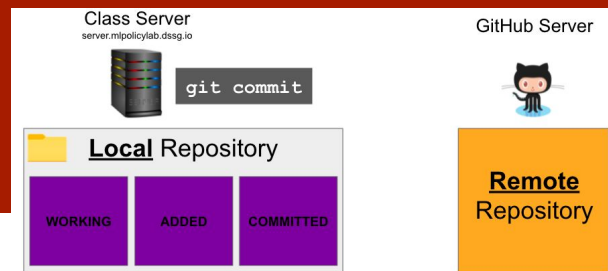 Class Server
server.mlpolicylab.dssg.io
git commit
Local Repository
WORKING
ADDED
COMMITTED
GitHub Server
Remote
Repository